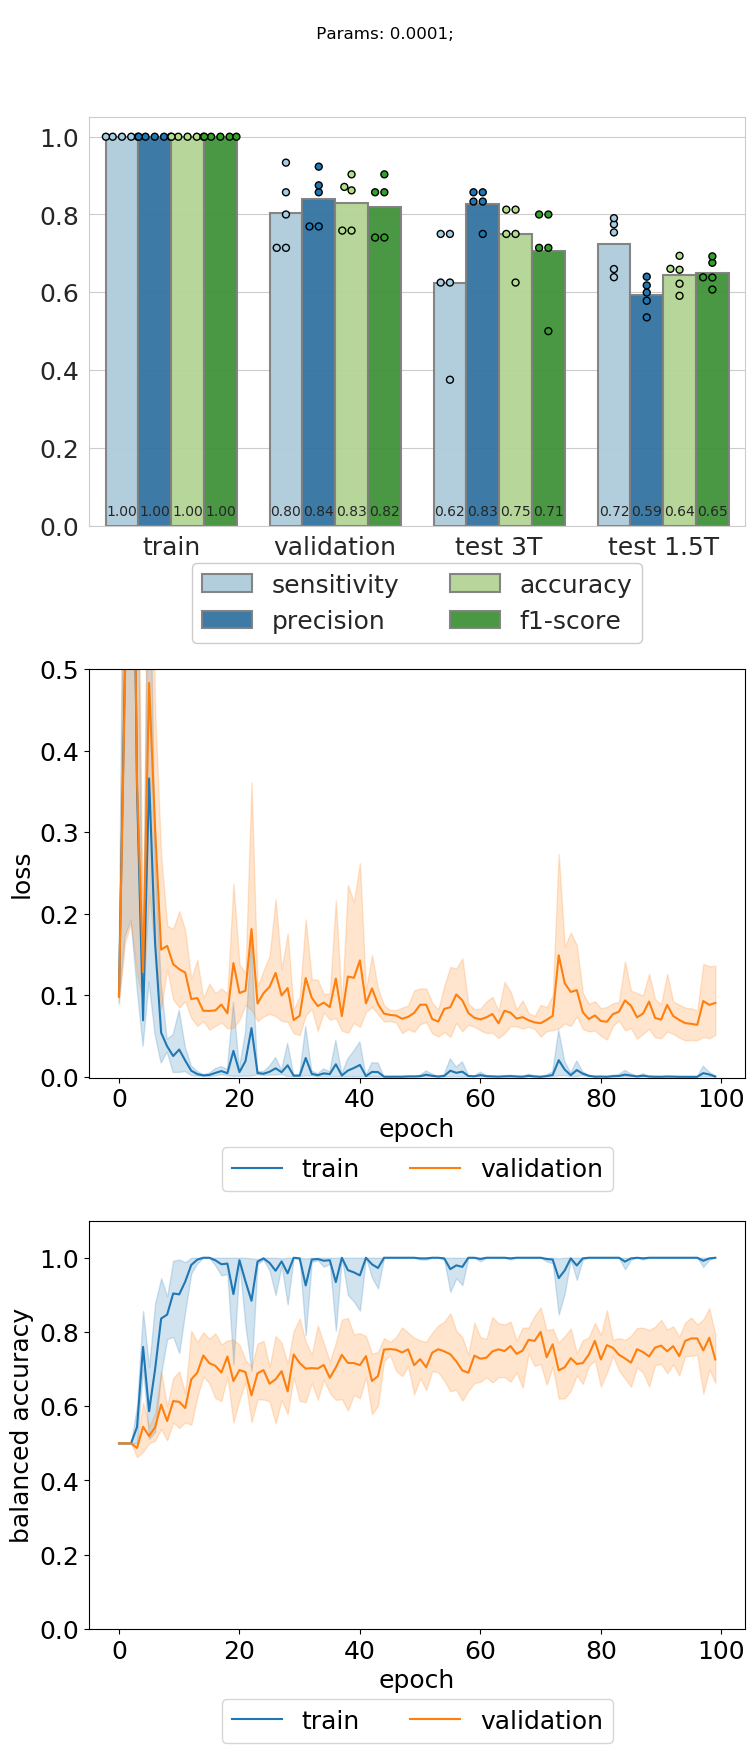 Params: 0.0001;
1.0
0.8
0.6
0.4
0.2
0.0
1.00 1.00 1.00 1.00 0.80 0.84 0.83 0.82 0.62 0.83 0.75 0.71 0.72 0.59 0.64 0.65
train validation test 3T test 1.5T
sensitivity accuracy
precision f1-score
0.5
0.4
0.3
0.2
0.1
0.0
loss
0 20 40 60 80 100
epoch
train validation
1.0
0.8
0.6
0.4
0.2
0.0
balanced accuracy
0 20 40 60 80 100
epoch
train validation